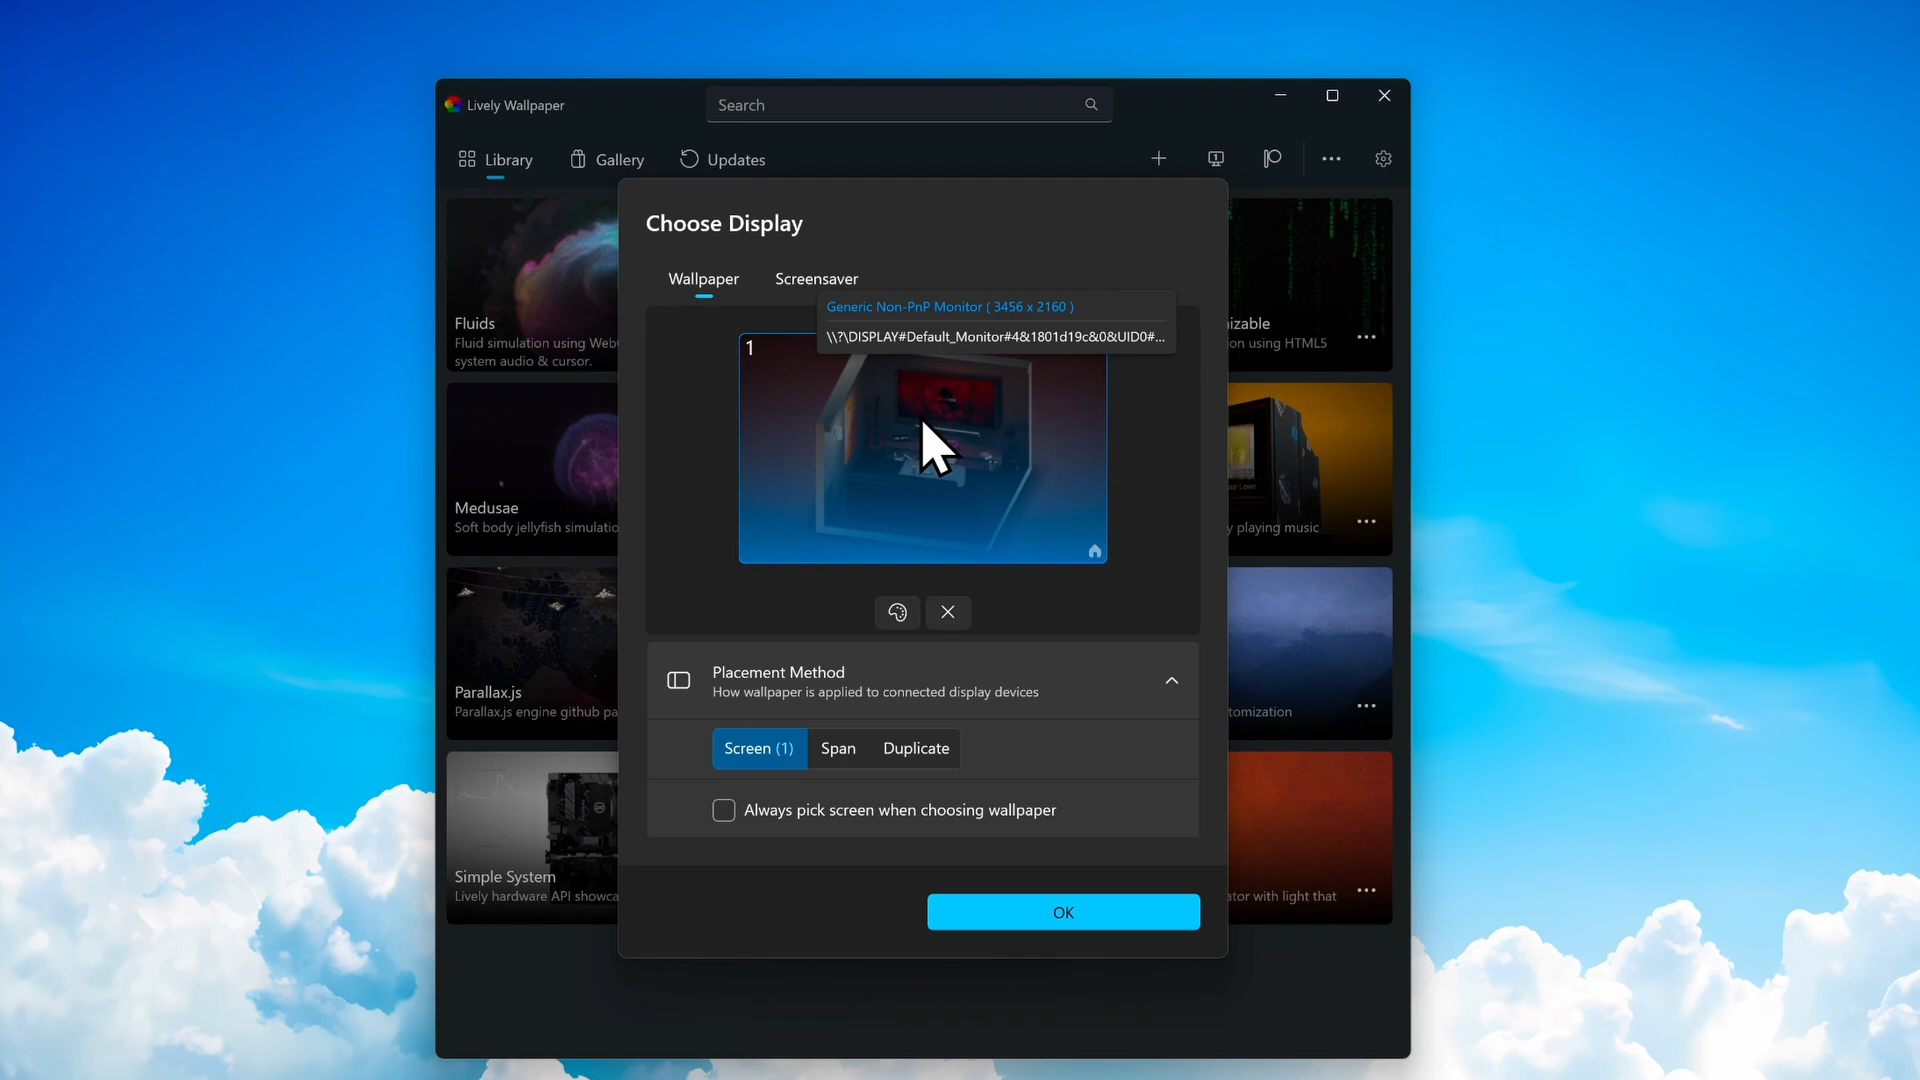 Lively Wallpaper
Search
Library
Gallery
Updates
Choose Display
Wallpaper
Screensaver
Generic Non-PnP Monitor ( 3456 x 2160 )
\\?\DISPLAY#Default_Monitor#4&1801d19c&0&UID0#...
1
Fluids
Fluid simulation using Web
system audio & cursor.
izable
on using HTML5
Medusae
Soft body jellyfish simulatio
y playing music
Parallax.js
Parallax.js engine github pa
tomization
Simple System
Lively hardware API showca
ator with light that
Placement Method
How wallpaper is applied to connected display devices
Screen (1)
Span
Duplicate
Always pick screen when choosing wallpaper
OK